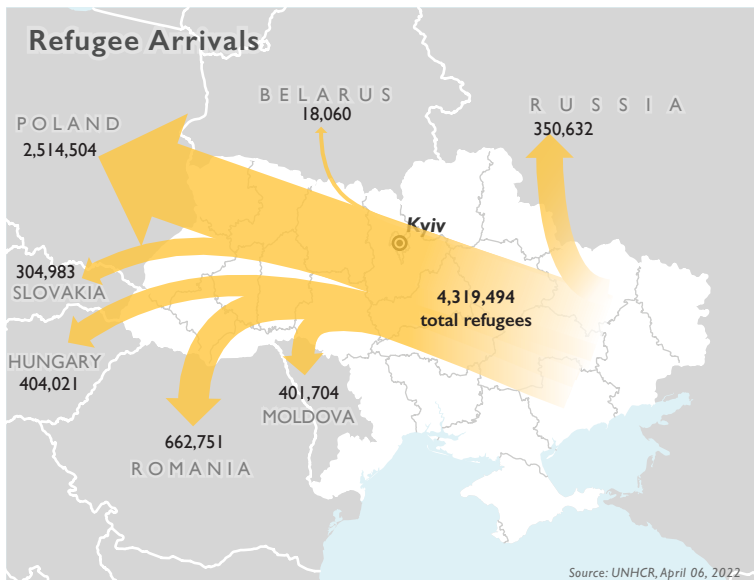 Refugee Arrivals
BELARUS
18,060
RUSSIA
350,632
POLAND
2,514,504
Kyiv
304,983
SLOVAKIA
4,319,494
total refugees
HUNGARY
404,021
401,704
MOLDOVA
662,751
ROMANIA
Source: UNHCR, April 06, 2022